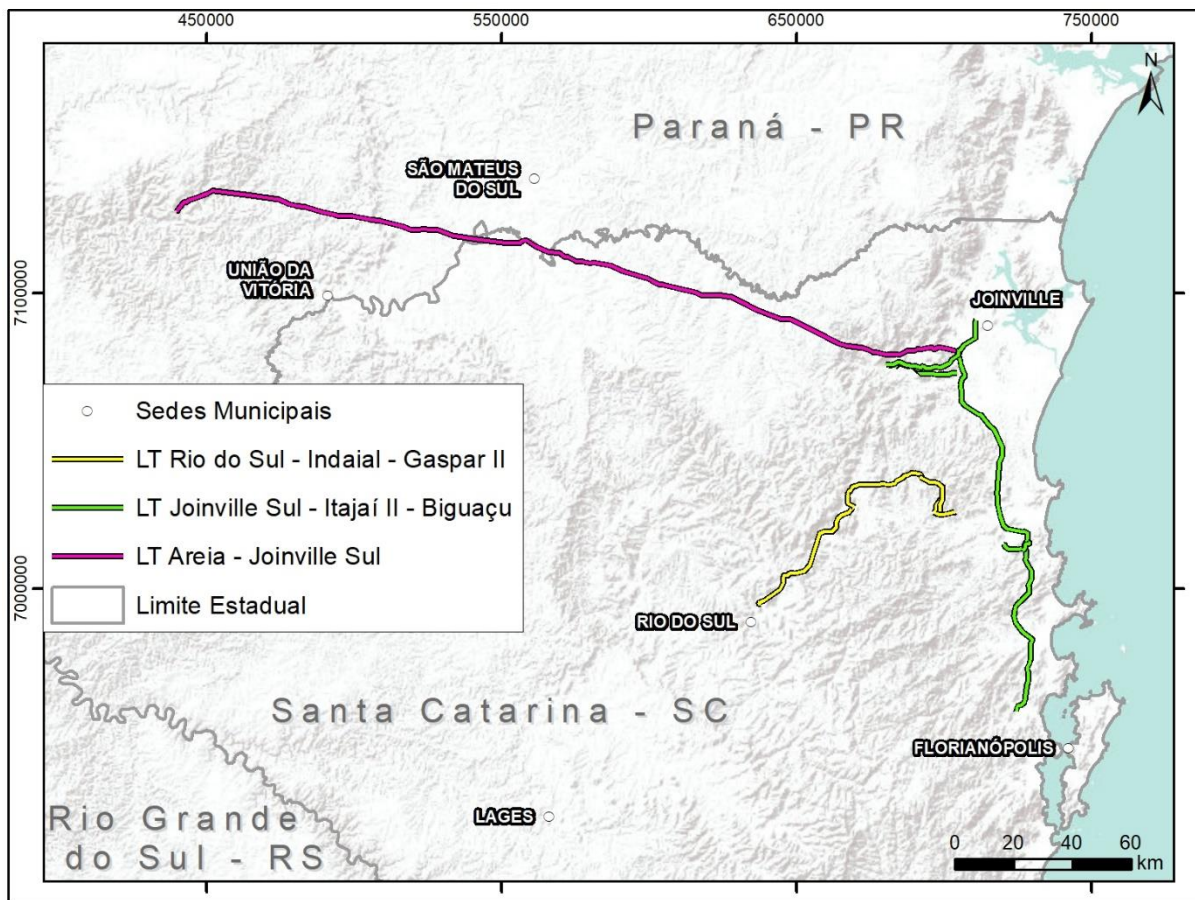 450000
550000
650000
750000
N
Paraná - PR
SÃO MATEUS
DO SUL
UNIÃO DA
VITÓRIA
7100000
7100000
JOINVILLE
Sedes Municipais
LT Rio do Sul - Indaial - Gaspar II
LT Joinville Sul - Itajaí II - Biguaçu
LT Areia - Joinville Sul
Limite Estadual
7000000
7000000
RIO DO SUL
Santa Catarina - SC
FLORIANÓPOLIS
LAGES
Rio Grande
do Sul - RS
0 20 40 60
km